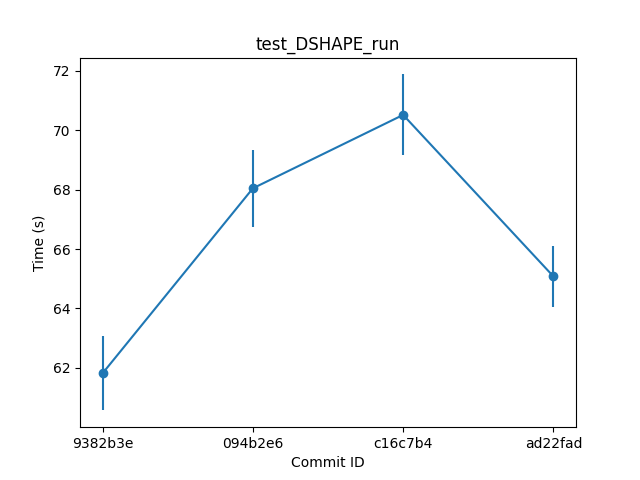 test_DSHAPE_run
72
70
68
66
64
62
Time (s)
9382b3e
094b2e6
c16c7b4
ad22fad
Commit ID